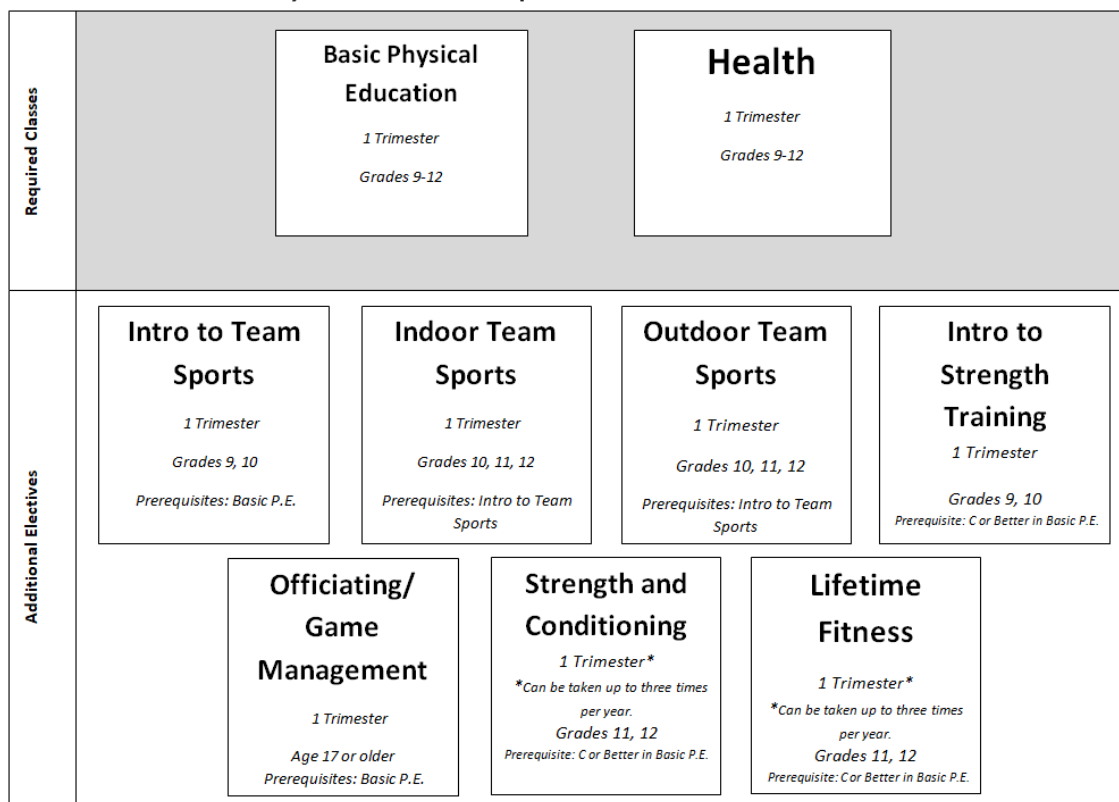 Required Classes
Basic Physical
Education
1 Trimester
Grades 9-12
Health
1 Trimester
Grades 9-12
Additional Electives
Intro to Team
Sports
1 Trimester
Grades 9, 10
Prerequisites: Basic P.E.
Indoor Team
Sports
1 Trimester
Grades 10, 11, 12
Prerequisites: Intro to Team
Sports
Outdoor Team
Sports
1 Trimester
Grades 10, 11, 12
Prerequisites: Intro to Team
Sports
Intro to
Strength
Training
1 Trimester
Grades 9, 10
Prerequisite: C or Better in Basic P.E.
Officiating/
Game
Management
1 Trimester
Age 17 or older
Prerequisites: Basic P.E.
Strength and
Conditioning
1 Trimester*
*Can be taken up to three times
per year.
Grades 11, 12
Prerequisite: C or Better in Basic P.E.
Lifetime
Fitness
1 Trimester*
*Can be taken up to three times
per year.
Grades 11, 12
Prerequisite: C or Better in Basic P.E.